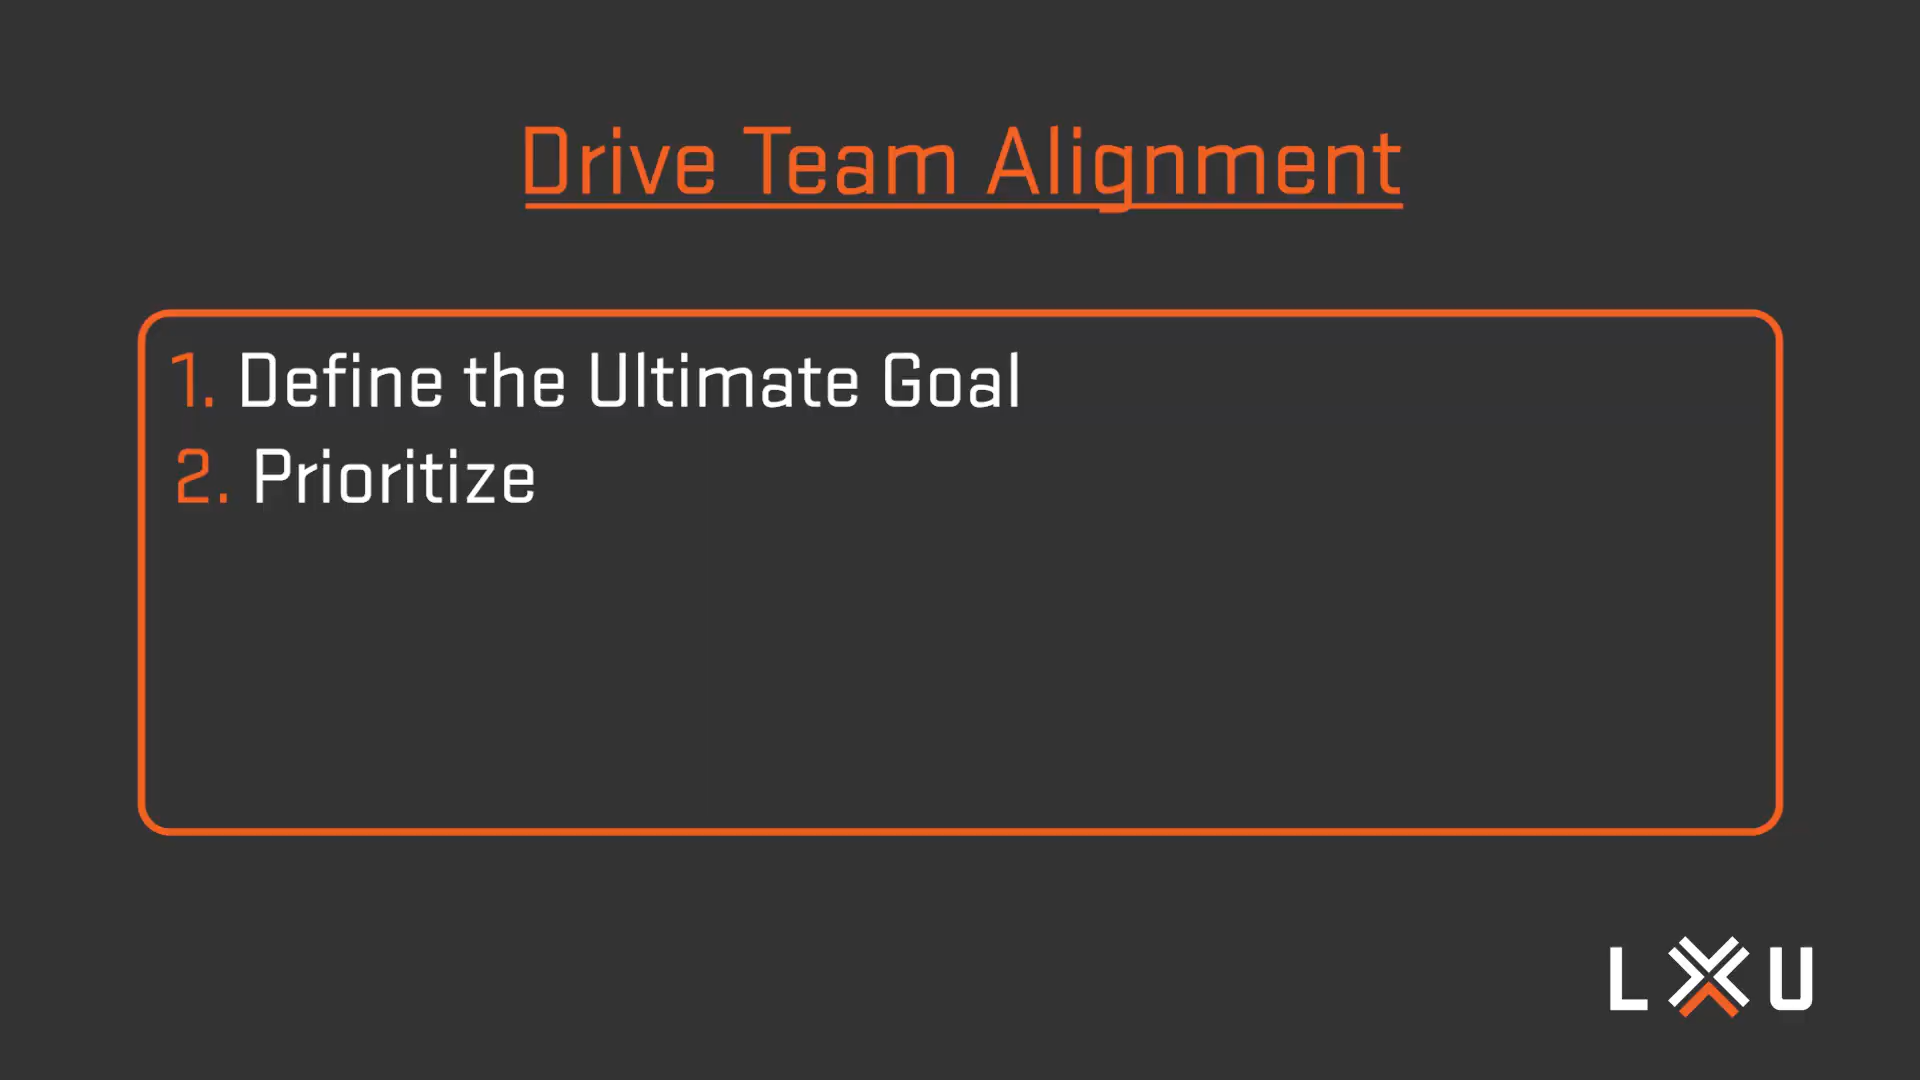 Drive Team Alignment
1. Define the Ultimate Goal
2. Prioritize
LXU